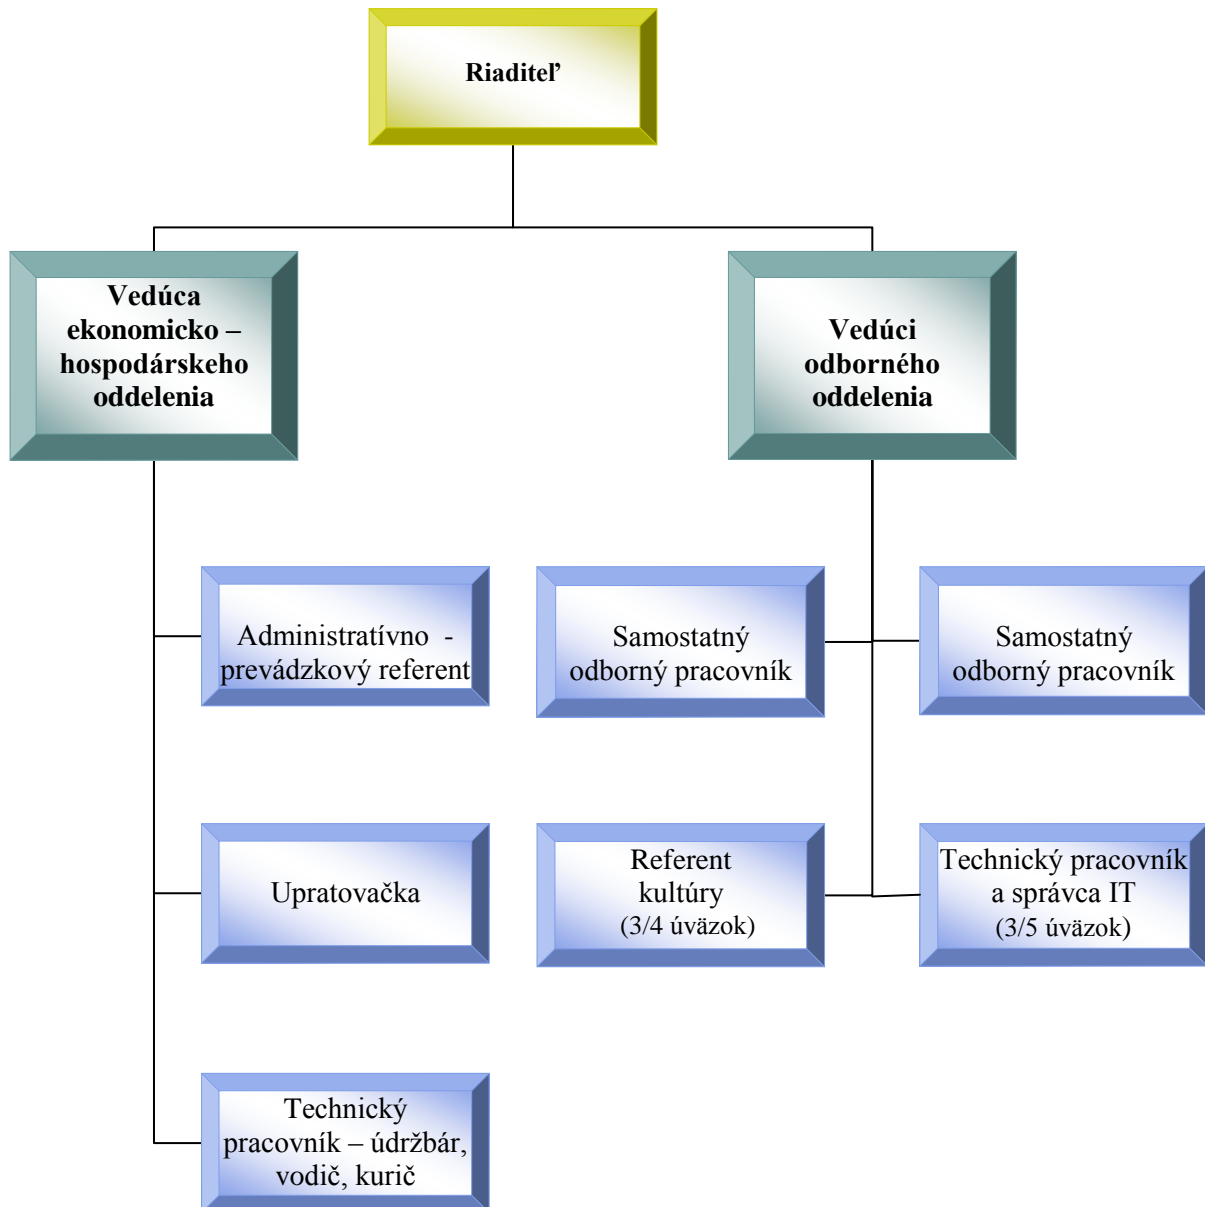 Riaditeľ
Vedúca
ekonomicko –
hospodárskeho
oddelenia
Vedúci
odborného
oddelenia
Administratívno -
prevádzkový referent
Samostatný
odborný pracovník
Samostatný
odborný pracovník
Upratovačka
Referent
kultúry
(3/4 úväzok)
Technický pracovník
a správca IT
(3/5 úväzok)
Technický
pracovník – údržbár,
vodič, kurič